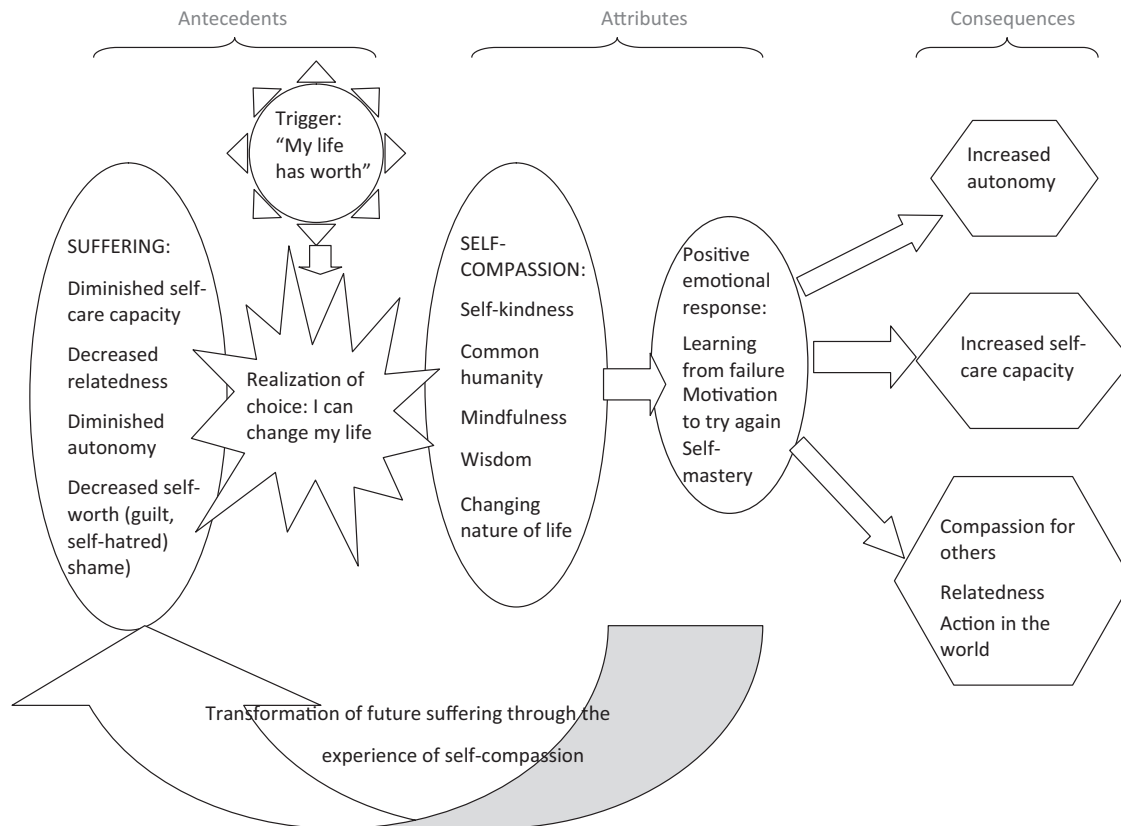 Antecedents
Attributes
Consequences
Trigger:
“My life
has worth”
SUFFERING:
Diminished self-
care capacity
Decreased
relatedness
Diminished
autonomy
Decreased self-
worth (guilt,
self-hatred)
shame)
Realization of
choice: I can
change my life
SELF-
COMPASSION:
Self-kindness
Common
humanity
Mindfulness
Wisdom
Changing
nature of life
Positive
emotional
response:
Learning
from failure
Motivation
to try again
Self-
mastery
Increased
autonomy
Increased self-
care capacity
Compassion for
others
Relatedness
Action in the
world
Transformation of future suffering through the
experience of self-compassion